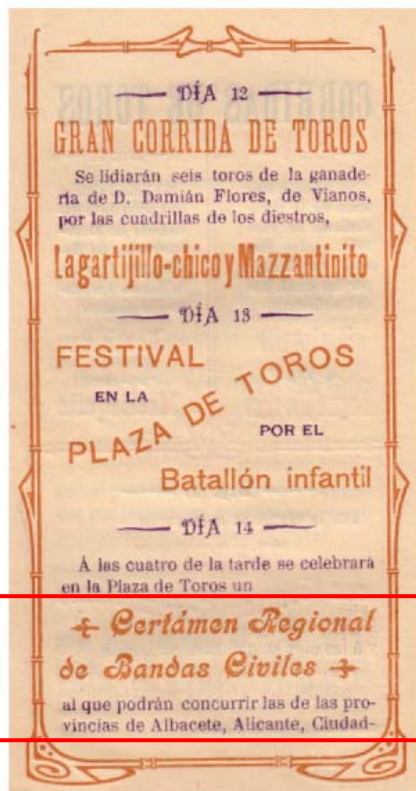 DÍA 12
GRAN CORRIDA DE TOROS
Se lidiarán seis toros de la ganade-
ria de D. Damián Flores, de Vianos,
por las cuadrillas de los diestros,
Lagartijillo-chico y Mazzantinito
DÍA 13
FESTIVAL
EN LA
PLAZA DE TOROS
POR EL
Batallón infantil
DÍA 14
Á las cuatro de la tarde se celebrará
en la Plaza de Toros un
Certámen Regional
de Bandas Civiles
al que podrán concurrir las de las pro-
vincias de Albacete, Alicante, Ciudad-